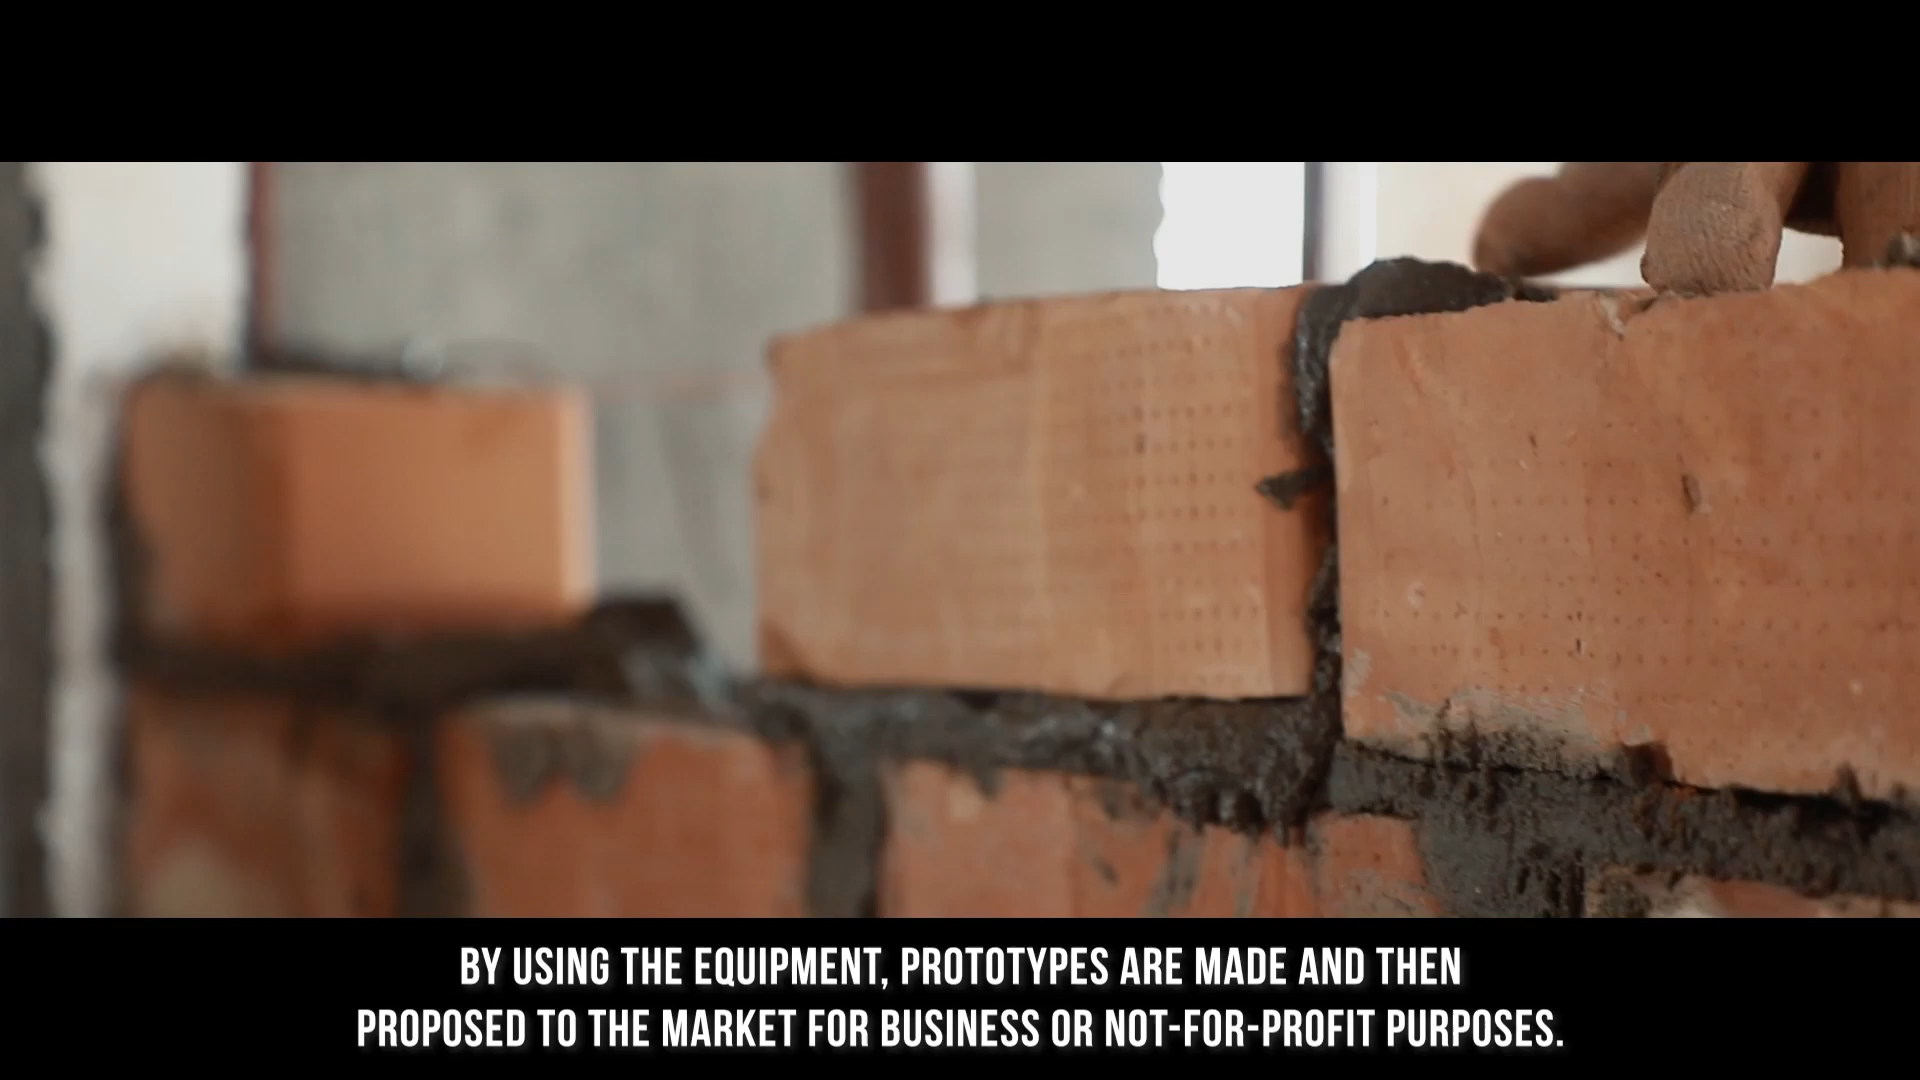 BY USING THE EQUIPMENT, PROTOTYPES ARE MADE AND THEN
PROPOSED TO THE MARKET FOR BUSINESS OR NOT-FOR-PROFIT PURPOSES.